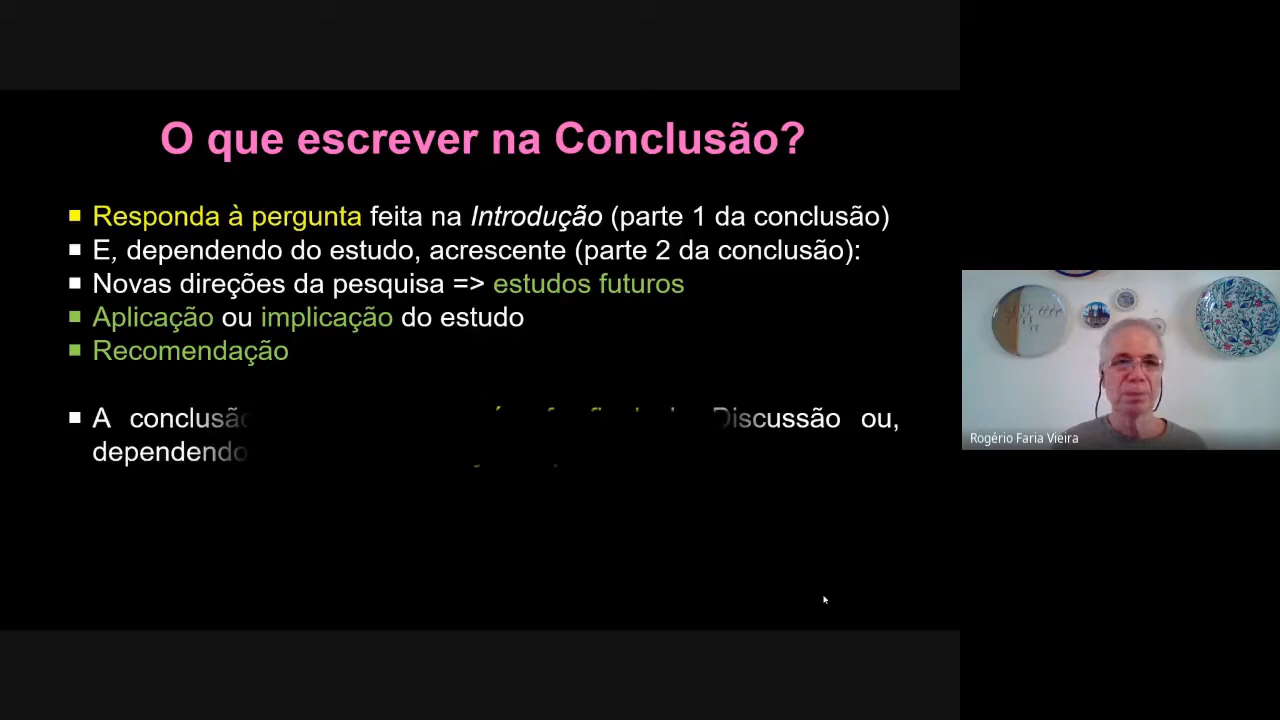 O que escrever na Conclusão?
Responda à pergunta feita na Introdução (parte 1 da conclusão)
E, dependendo do estudo, acrescente (parte 2 da conclusão):
Novas direções da pesquisa => estudos futuros
Aplicação ou implicação do estudo
Recomendação
A conclusão Discussão ou,
dependendo
Rogério Faria Vieira